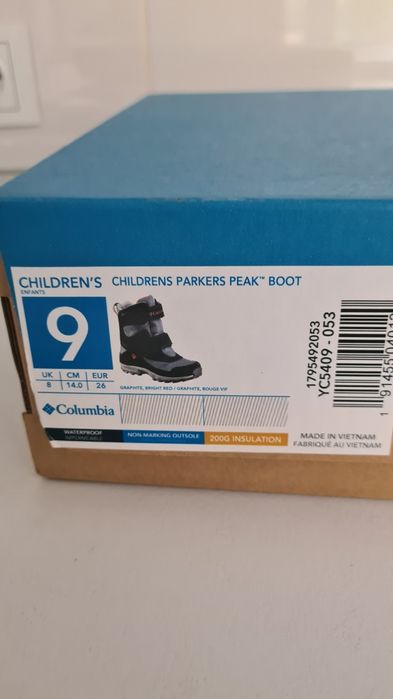 CHILDREN'S
ENFANTS
CHILDRENS PARKERS PEAK™ BOOT
9
UK CM EUR
8 14.0 26
GRAPHITE, BRIGHT RED / GRAPHITE, ROUGE VIF
Columbia
WATERPROOF
IMPERMÉABLE
NON-MARKING OUTSOLE
200G INSULATION
MADE IN VIETNAM
FABRIQUÉ AU VIETNAM
1795492053
YC5409 - 053